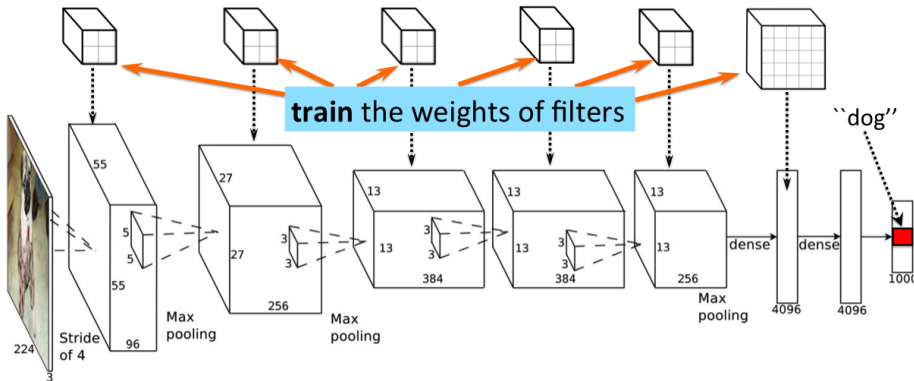 train the weights of filters
``dog''
55
27
13
13
13
5
5
55
27
3
3
13
3
3
13
3
3
13
dense
dense
224
3
Stride
of 4
96
Max
pooling
256
Max
pooling
384
384
256
Max
pooling
4096
4096
1000